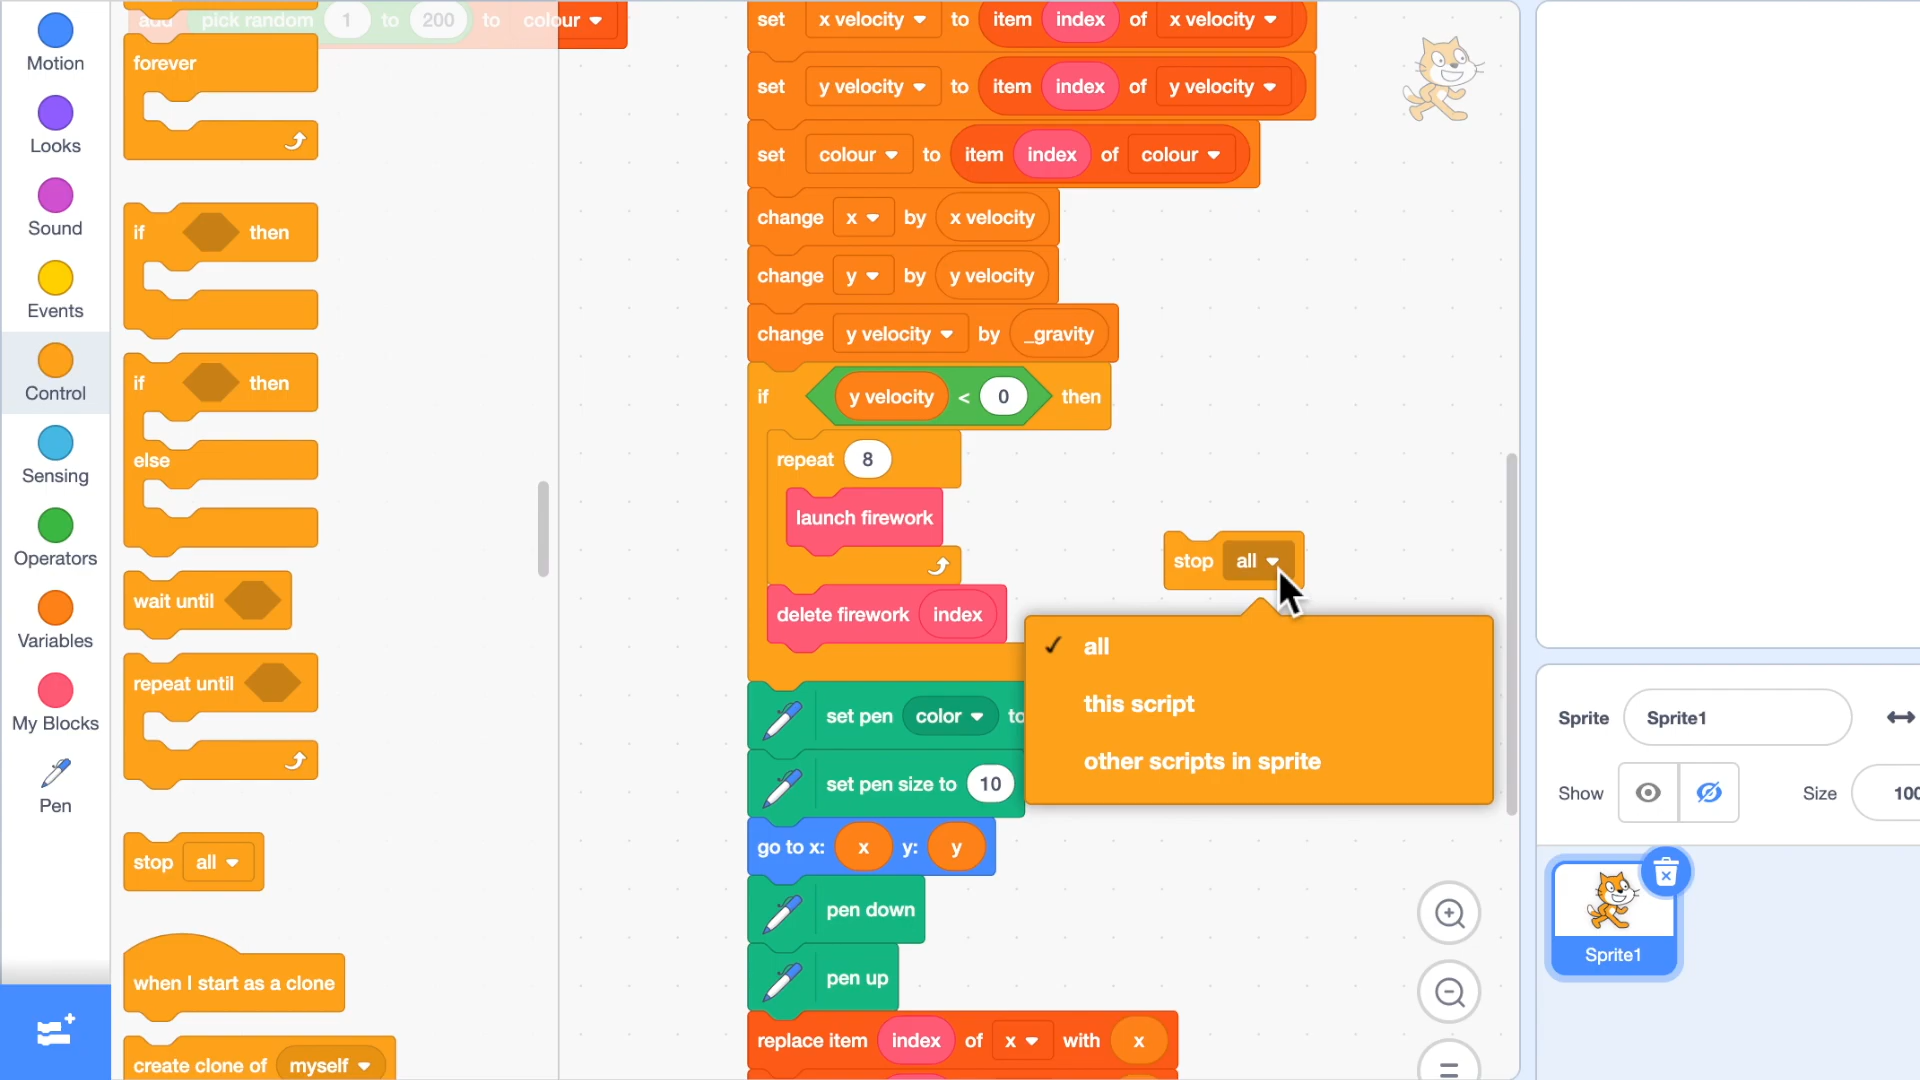 Motion
Looks
Sound
Events
Control
Sensing
Operators
Variables
My Blocks
Pen
add pick random 1 to 200 to colour
forever
if then
if then
else
wait until
repeat until
stop all
when I start as a clone
create clone of myself
set x velocity to item index of x velocity
set y velocity to item index of y velocity
set colour to item index of colour
change x by x velocity
change y by y velocity
change y velocity by _gravity
if y velocity < 0 then
repeat 8
launch firework
delete firework index
stop all
✓ all
this script
other scripts in sprite
set pen color to
set pen size to 10
go to x: x y: y
pen down
pen up
replace item index of x with x
Sprite Sprite1
Show Size 100
Sprite1